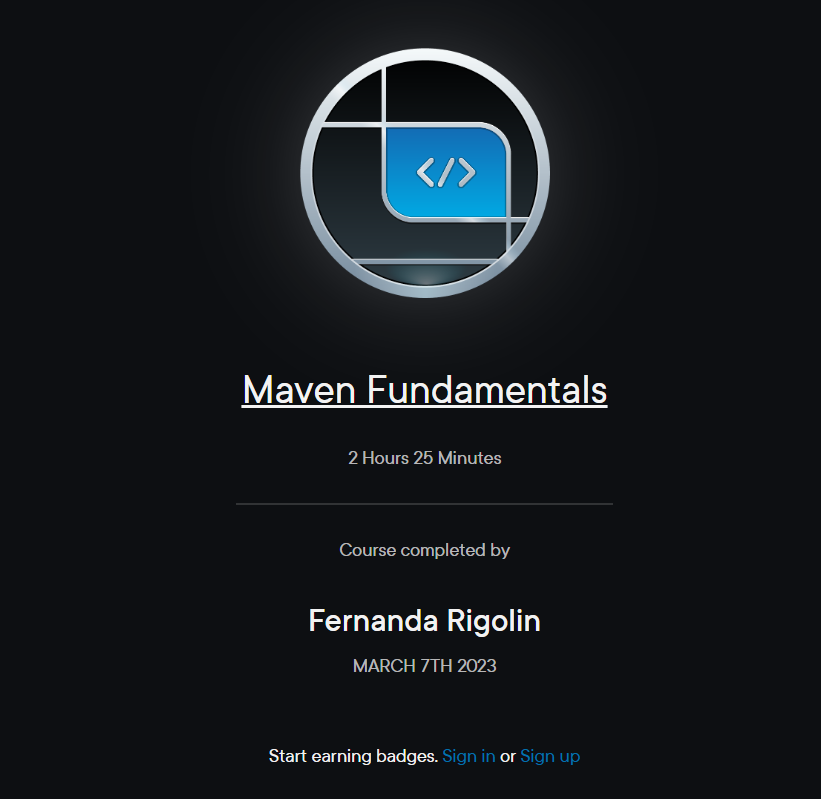 </>
Maven Fundamentals
2 Hours 25 Minutes
Course completed by
Fernanda Rigolin
MARCH 7TH 2023
Start earning badges. Sign in or Sign up